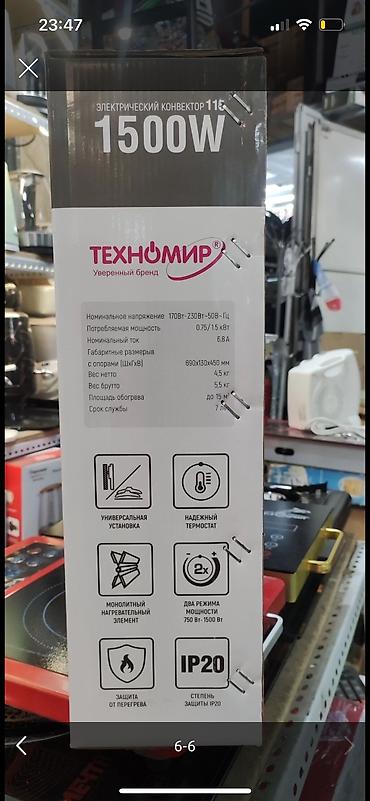 23:47
ЭЛЕКТРИЧЕСКИЙ КОНВЕКТОР
1500W
ТЕХНОМИР®
Уверенный бренд
Номинальное напряжение 170Вт-230Вт~50В-Гц
Потребляемая мощность 0.75/1.5 кВт
Номинальный ток 6.8 А
Габаритные размерыв
с опорами (ШхГхВ) 690х130х450 мм
Вес нетто 4,5 кг
Вес брутто 5,5 кг
Площадь обогрева до 15
Срок службы 7
УНИВЕРСАЛЬНАЯ
УСТАНОВКА
НАДЕЖНЫЙ
ТЕРМОСТАТ
МОНОЛИТНЫЙ
НАГРЕВАТЕЛЬНЫЙ
ЭЛЕМЕНТ
- +
2x
ДВА РЕЖИМА
МОЩНОСТИ
750 Вт-1500 Вт
ЗАЩИТА
ОТ ПЕРЕГРЕВА
IP20
СТЕПЕНЬ
ЗАЩИТЫ IP20
6-6